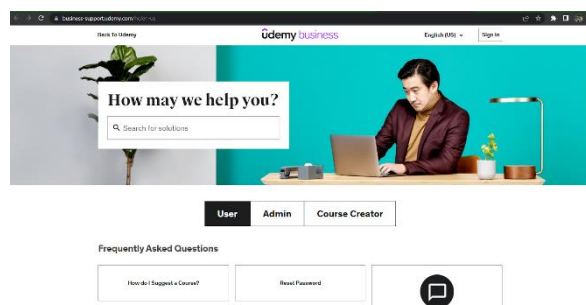 business-support.udemy.com/hc/en-us
Back To Udemy
ûdemy business
English (US)
Sign in
How may we help you?
Search for solutions
User
Admin
Course Creator
Frequently Asked Questions
How do I Suggest a Course?
Reset Password